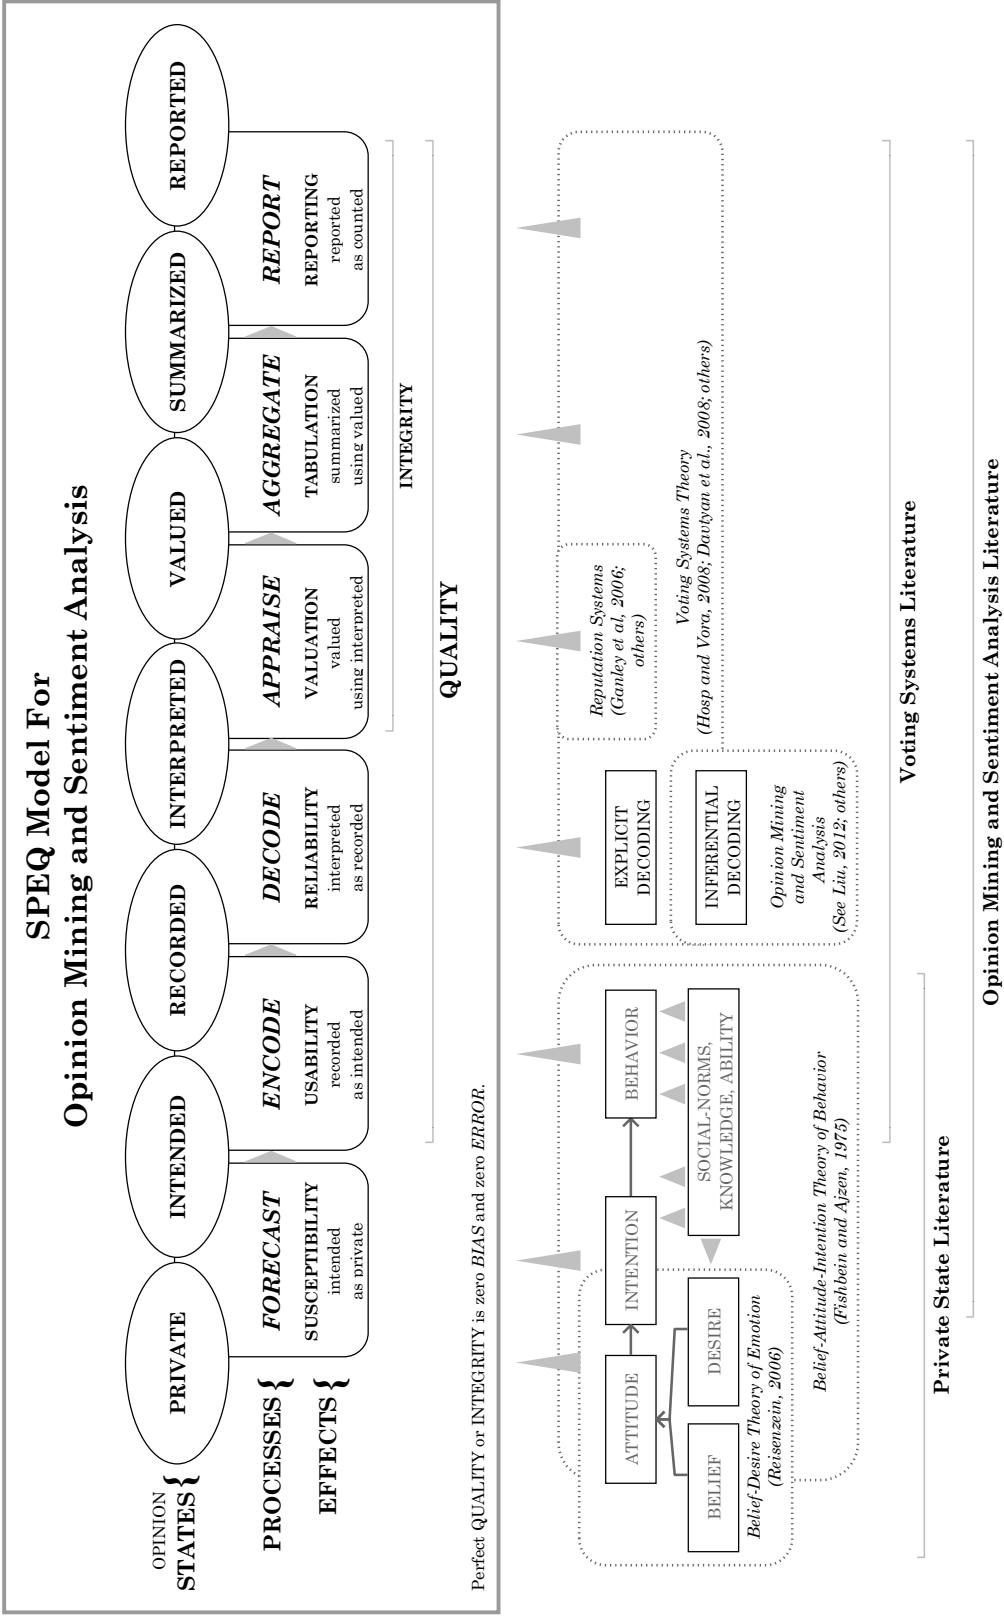 SPEQ Model For
Opinion Mining and Sentiment Analysis
OPINION
STATES {
PRIVATE
INTENDED
RECORDED
INTERPRETED
VALUED
SUMMARIZED
REPORTED
PROCESSES {
FORECAST
ENCODE
DECODE
APPRAISE
AGGREGATE
REPORT
EFFECTS {
SUSCEPTIBILITY
intended
as private
USABILITY
recorded
as intended
RELIABILITY
interpreted
as recorded
VALUATION
valued
using interpreted
TABULATION
summarized
using valued
REPORTING
reported
as counted
INTEGRITY
QUALITY
Perfect QUALITY or INTEGRITY is zero BIAS and zero ERROR.
ATTITUDE
INTENTION
BEHAVIOR
BELIEF
DESIRE
SOCIAL-NORMS,
KNOWLEDGE, ABILITY
Belief-Desire Theory of Emotion
(Reisenzein, 2006)
Belief-Attitude-Intention Theory of Behavior
(Fishbein and Ajzen, 1975)
EXPLICIT
DECODING
INFERENTIAL
DECODING
Opinion Mining
and Sentiment
Analysis
(See Liu, 2012; others)
Reputation Systems
(Ganley et al, 2006;
others)
Voting Systems Theory
(Hosp and Vora, 2008; Davtyan et al., 2008; others)
Voting Systems Literature
Private State Literature
Opinion Mining and Sentiment Analysis Literature